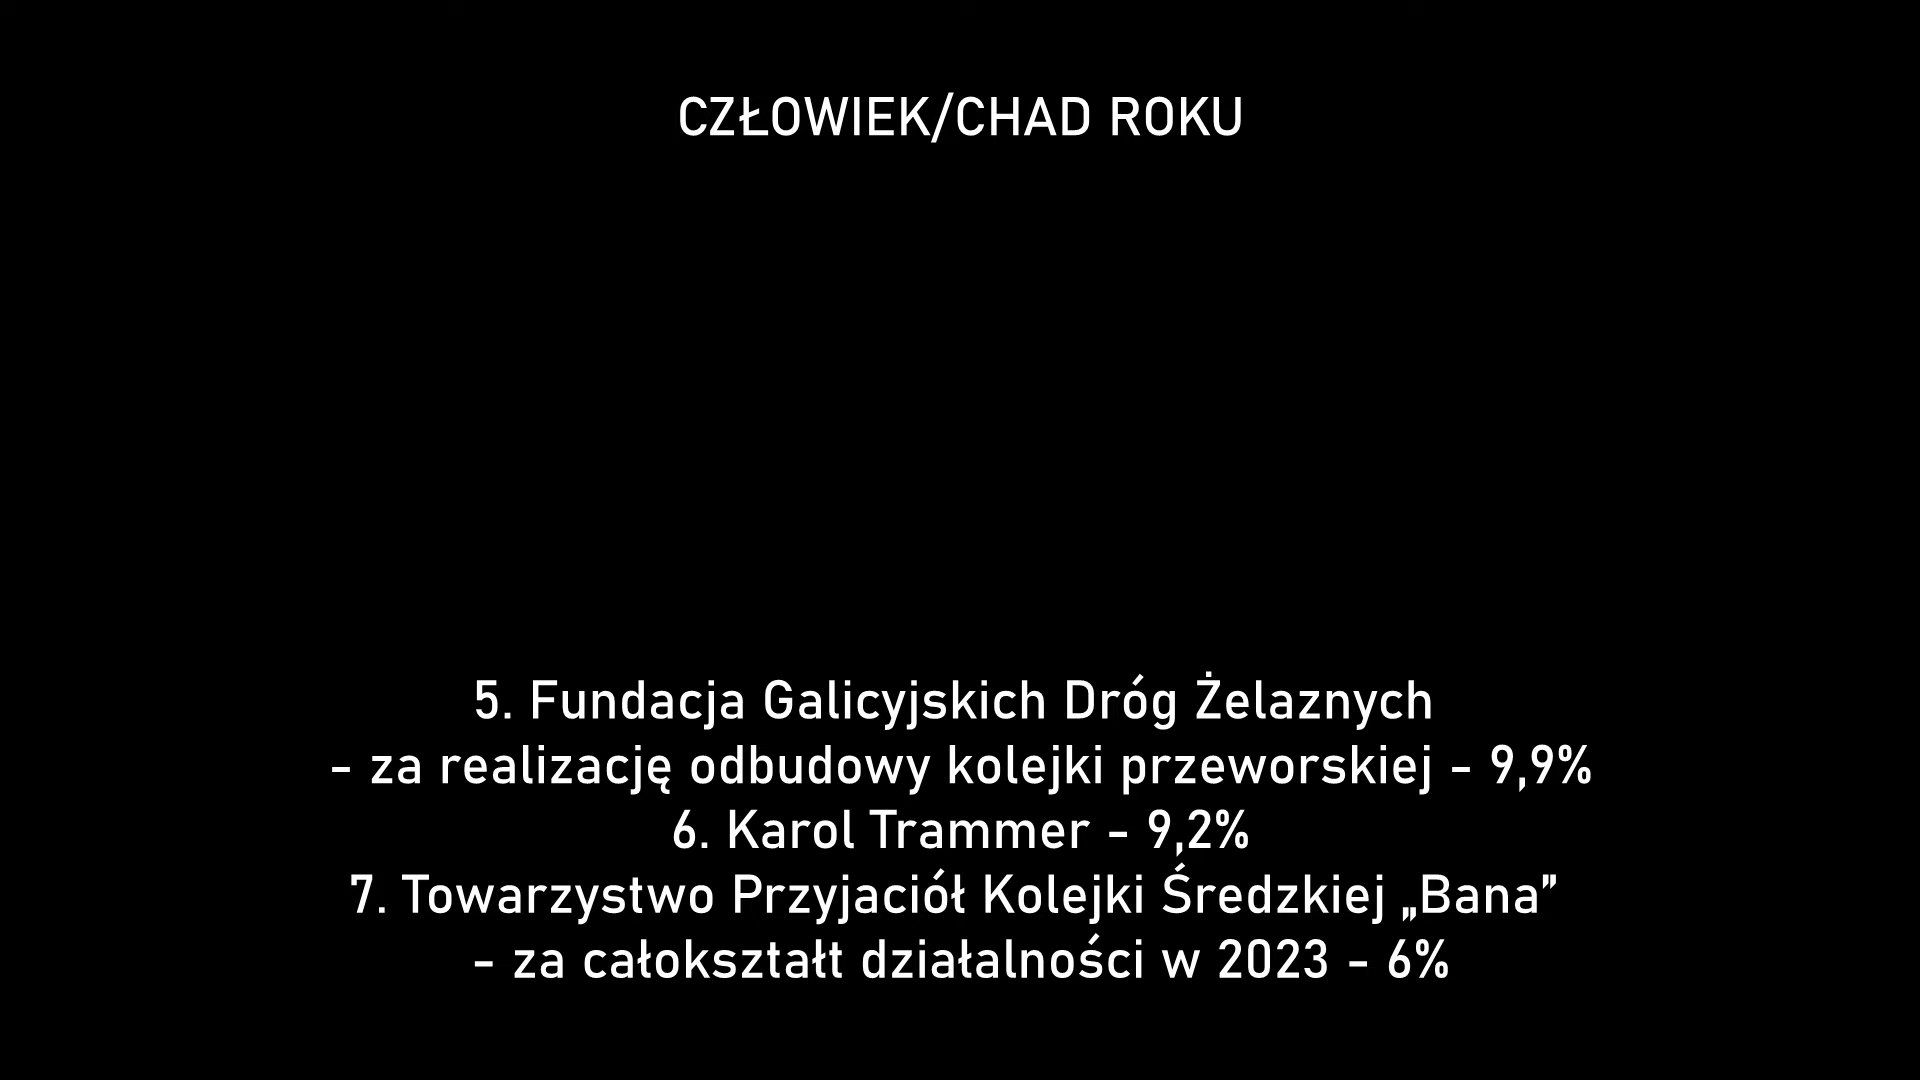 CZŁOWIEK/CHAD ROKU
5. Fundacja Galicyjskich Dróg Żelaznych
- za realizację odbudowy kolejki przeworskiej - 9,9%
6. Karol Trammer - 9,2%
7. Towarzystwo Przyjaciół Kolejki Średzkiej „Bana”
- za całokształt działalności w 2023 - 6%